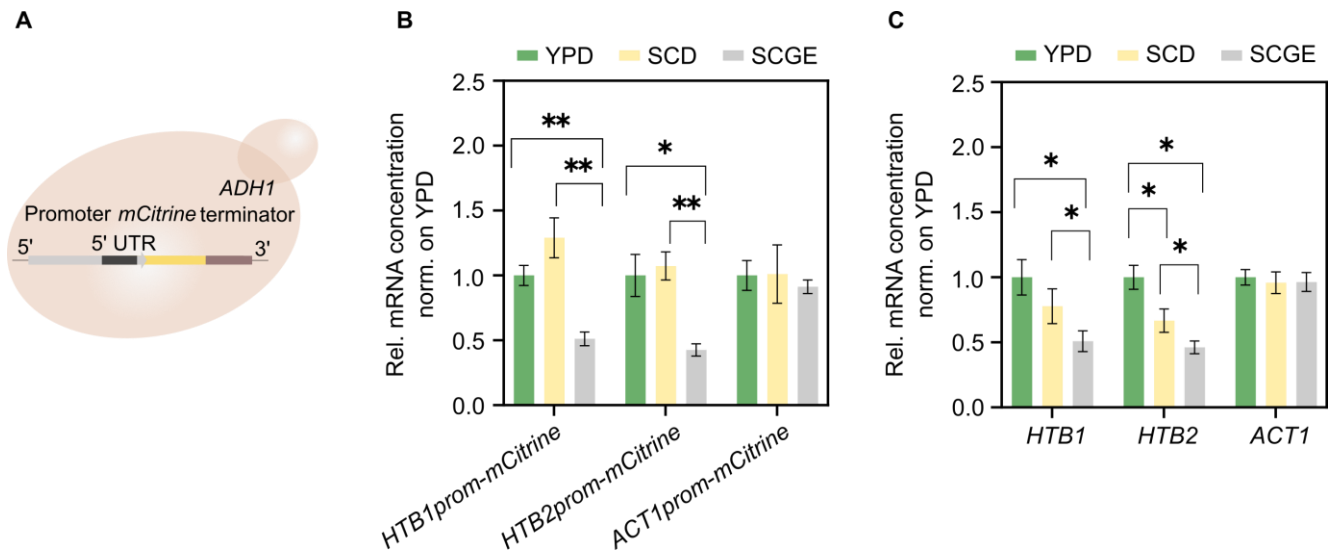 A
ADH1
Promoter mCitrine terminator
5' 5' UTR 3'
B
YPD SCD SCGE
Rel. mRNA concentration
norm. on YPD
2.5
2.0
1.5
1.0
0.5
0.0
** ** * **
HTB1prom-mCitrine
HTB2prom-mCitrine
ACT1prom-mCitrine
C
YPD SCD SCGE
Rel. mRNA concentration
norm. on YPD
2.5
2.0
1.5
1.0
0.5
0.0
* * * * *
HTB1 HTB2 ACT1